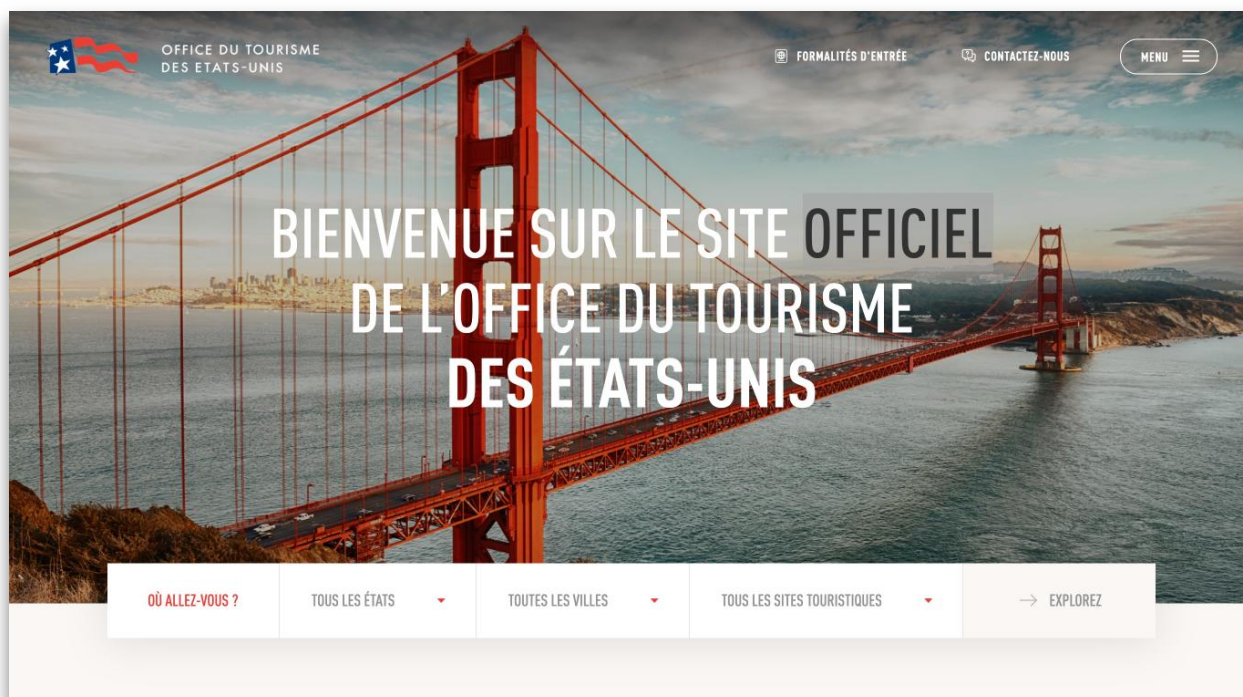 OFFICE DU TOURISME
DES ETATS-UNIS
FORMALITÉS D'ENTRÉE
CONTACTEZ-NOUS
MENU
BIENVENUE SUR LE SITE OFFICIEL
DE L'OFFICE DU TOURISME
DES ÉTATS-UNIS
OÙ ALLEZ-VOUS ?
TOUS LES ÉTATS
TOUTES LES VILLES
TOUS LES SITES TOURISTIQUES
EXPLOREZ